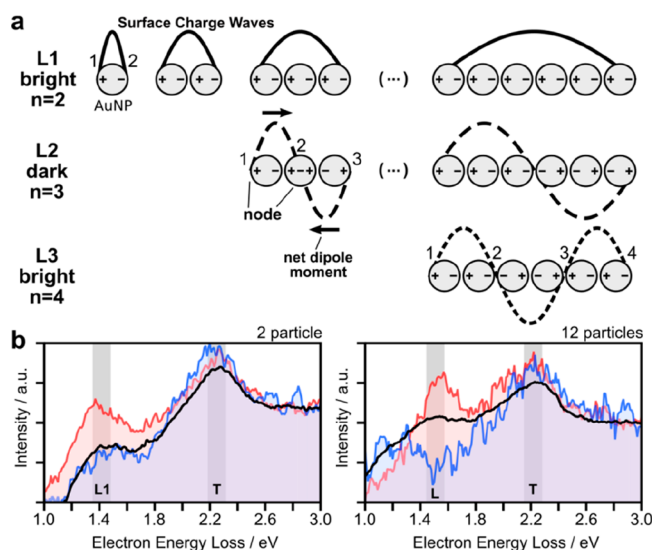 a
Surface Charge Waves
L1
bright
n=2
1 2
+ - + - + - + - + - + - (...) + - + - + - + - + - + -
AuNP
L2
dark
n=3
1 2 3
+ - + - - + - + (...) + - + - + - - + - + - +
node
net dipole
moment
L3
bright
n=4
1 2 3 4
+ - + - - + - + + - + -
b
2 particle
12 particles
Intensity / a.u.
L1 T
1.0 1.4 1.8 2.2 2.6 3.0
Electron Energy Loss / eV
Intensity / a.u.
L T
1.0 1.4 1.8 2.2 2.6 3.0
Electron Energy Loss / eV